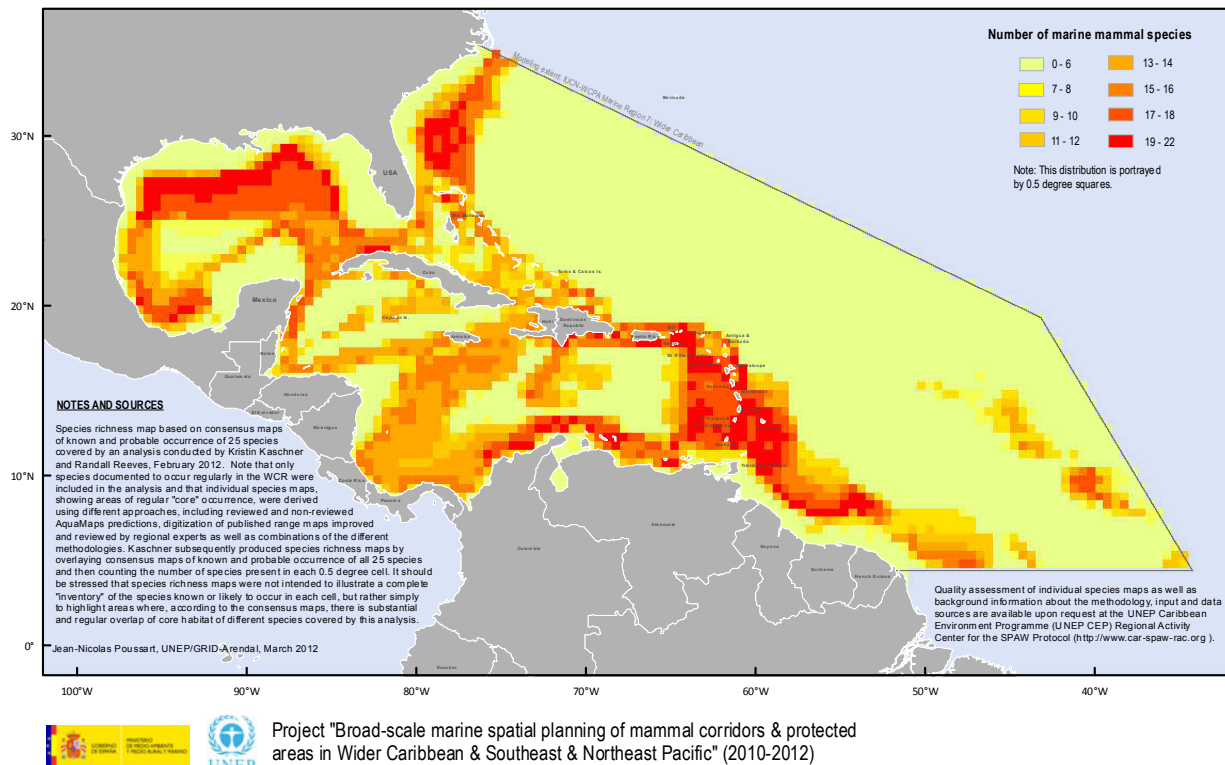 Number of marine mammal species
0 - 6
7 - 8
9 - 10
11 - 12
13 - 14
15 - 16
17 - 18
19 - 22
Note: This distribution is portrayed
by 0.5 degree squares.
Modeling extent: IUCN-WCPA Marine Region 7: Wider Caribbean
Bermuda
30°N
20°N
10°N
0°
USA
The Bahamas
Turks & Caicos Is.
Cuba
Mexico
Cayman Is.
Jamaica
Haiti
Dominican
Republic
Puerto Rico
Antigua &
Barbuda
Belize
Guatemala
Honduras
El Salvador
Nicaragua
Costa Rica
Panama
Colombia
Venezuela
Guyana
Suriname
French Guiana
Ecuador
NOTES AND SOURCES
Species richness map based on consensus maps
of known and probable occurrence of 25 species
covered by an analysis conducted by Kristin Kaschner
and Randall Reeves, February 2012. Note that only
species documented to occur regularly in the WCR were
included in the analysis and that individual species maps,
showing areas of regular "core" occurrence, were derived
using different approaches, including reviewed and non-reviewed
AquaMaps predictions, digitization of published range maps improved
and reviewed by regional experts as well as combinations of the different
methodologies. Kaschner subsequently produced species richness maps by
overlaying consensus maps of known and probable occurrence of all 25 species
and then counting the number of species present in each 0.5 degree cell. It should
be stressed that species richness maps were not intended to illustrate a complete
"inventory" of the species known or likely to occur in each cell, but rather simply
to highlight areas where, according to the consensus maps, there is substantial
and regular overlap of core habitat of different species covered by this analysis.
Jean-Nicolas Poussart, UNEP/GRID-Arendal, March 2012
Quality assessment of individual species maps as well as
background information about the methodology, input and data
sources are available upon request at the UNEP Caribbean
Environment Programme (UNEP CEP) Regional Activity
Center for the SPAW Protocol (http://www.car-spaw-rac.org ).
100°W
90°W
80°W
70°W
60°W
50°W
40°W
GOBIERNO
DE ESPAÑA
MINISTERIO
DE MEDIO AMBIENTE
Y MEDIO RURAL Y MARINO
UNEP
Project "Broad-scale marine spatial planning of mammal corridors & protected
areas in Wider Caribbean & Southeast & Northeast Pacific" (2010-2012)